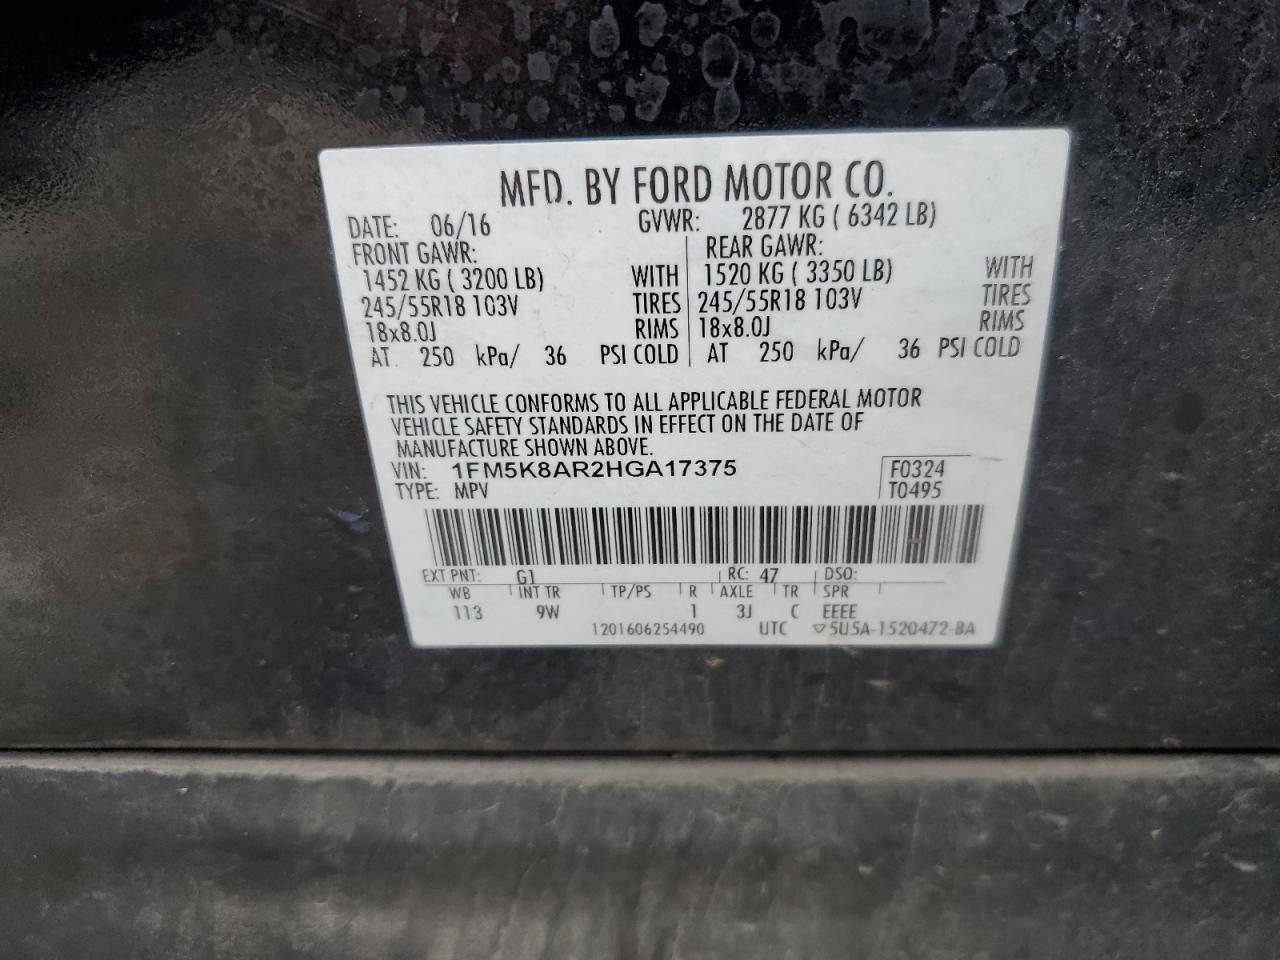 MFD. BY FORD MOTOR CO.
DATE: 06/16 GVWR: 2877 KG ( 6342 LB)
FRONT GAWR: REAR GAWR:
1452 KG ( 3200 LB) WITH 1520 KG ( 3350 LB) WITH
245/55R18 103V TIRES 245/55R18 103V TIRES
18x8.0J RIMS 18x8.0J RIMS
AT 250 kPa/ 36 PSI COLD AT 250 kPa/ 36 PSI COLD
THIS VEHICLE CONFORMS TO ALL APPLICABLE FEDERAL MOTOR
VEHICLE SAFETY STANDARDS IN EFFECT ON THE DATE OF
MANUFACTURE SHOWN ABOVE.
VIN: 1FM5K8AR2HGA17375 F0324
TYPE: MPV T0495
EXT PNT: G1 RC: 47 DSO:
WB INT TR TP/PS R AXLE TR SPR
113 9W 1 3J C EEEE
1201606254490 UTC ▽5U5A-1520472-BA